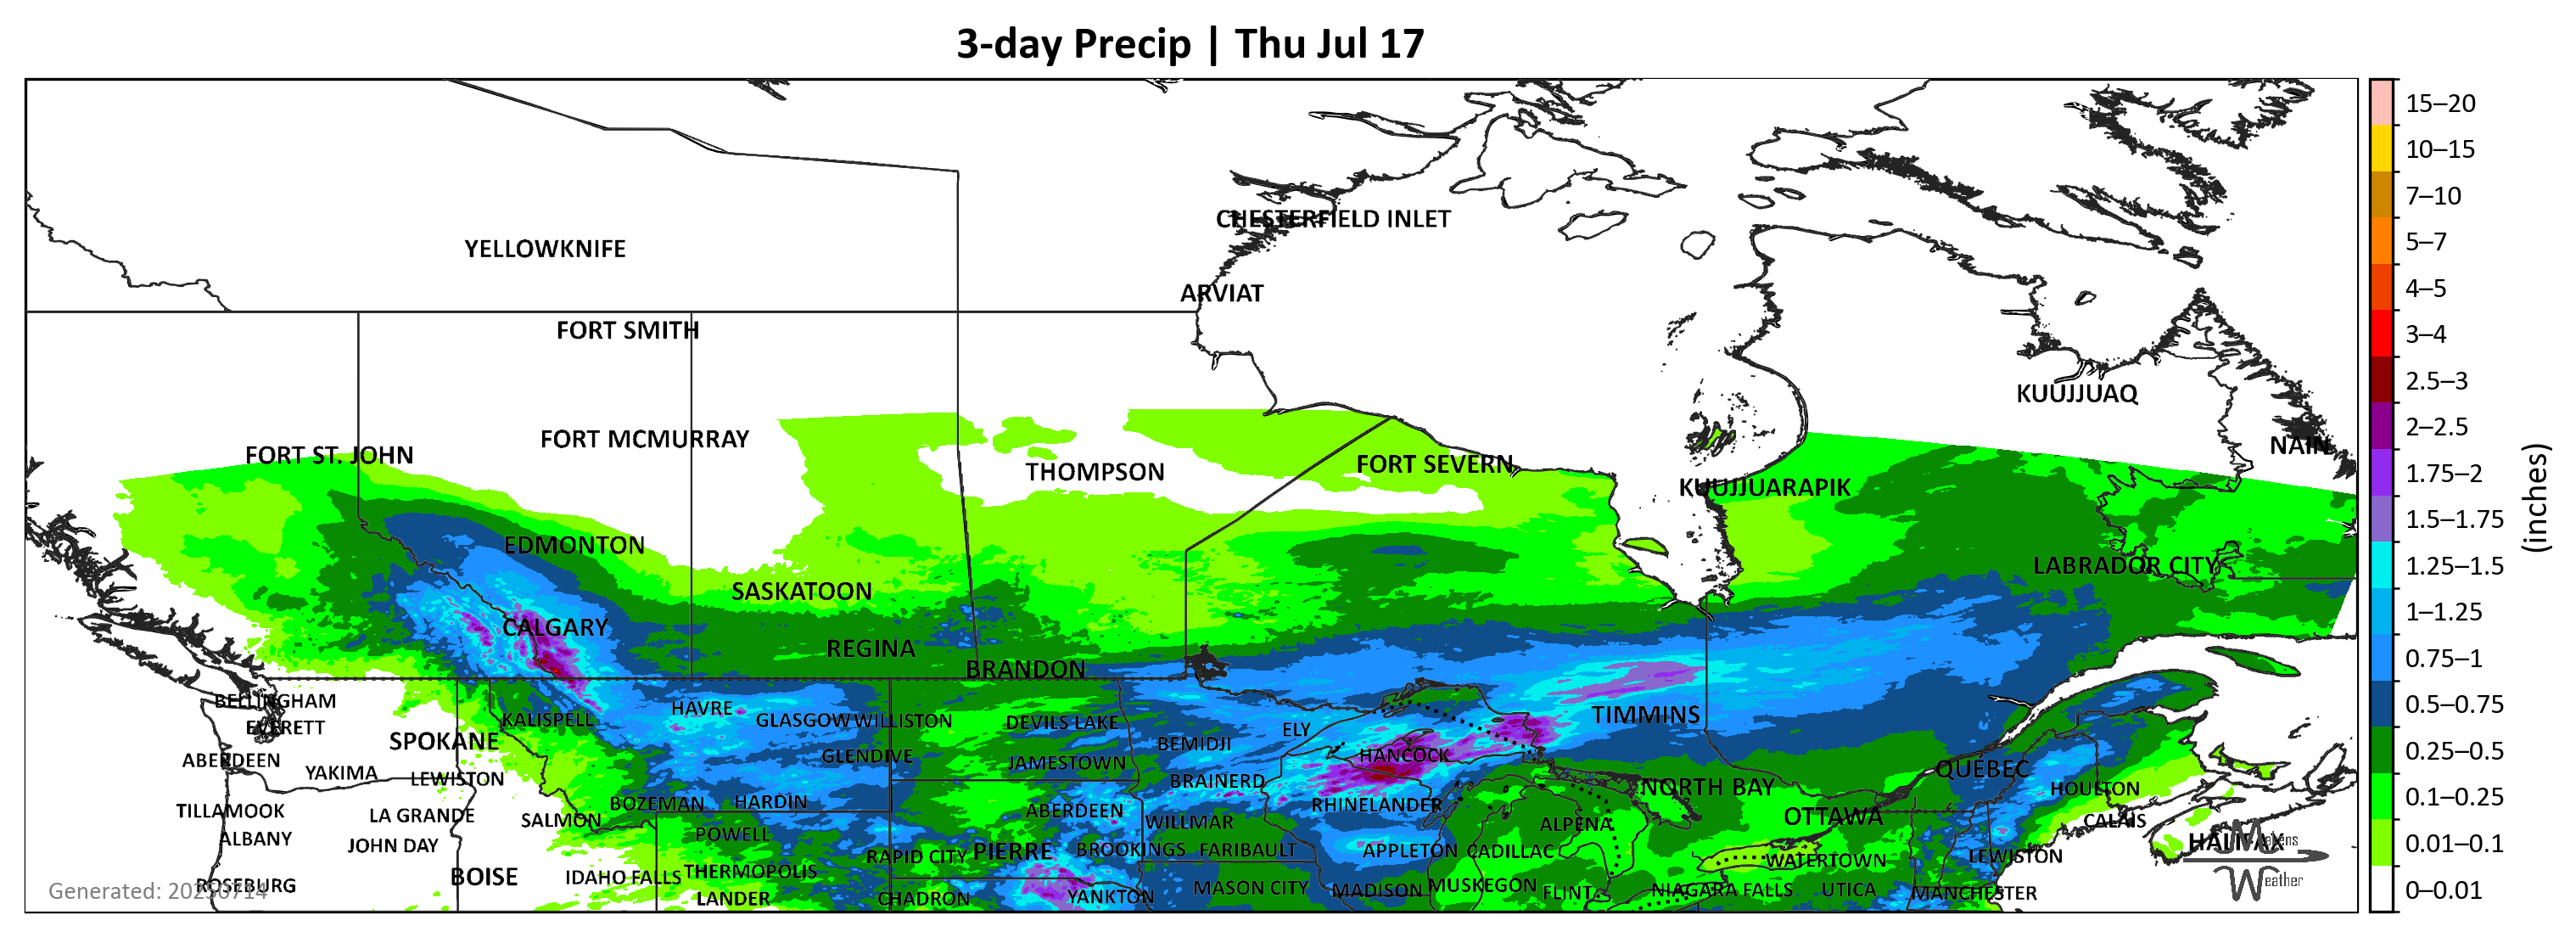 3-day Precip | Thu Jul 17
CHESTERFIELD INLET
YELLOWKNIFE
ARVIAT
FORT SMITH
KUUJJUAQ
FORT MCMURRAY
NAIN
FORT ST. JOHN
FORT SEVERN
THOMPSON
KUUJJUARAPIK
EDMONTON
LABRADOR CITY
SASKATOON
CALGARY
REGINA
BRANDON
BELLINGHAM
HAVRE
TIMMINS
KALISPELL
GLASGOW
WILLISTON
DEVILS LAKE
EVERETT
ELY
SPOKANE
BEMIDJI
HANCOCK
GLENDIVE
ABERDEEN
JAMESTOWN
QUÉBEC
YAKIMA
LEWISTON
BRAINERD
NORTH BAY
HOULTON
BOZEMAN
HARDIN
RHINELANDER
TILLAMOOK
LA GRANDE
SALMON
ABERDEEN
WILLMAR
ALPENA
OTTAWA
CALAIS
ALBANY
JOHN DAY
POWELL
HALIFAX
RAPID CITY
PIERRE
BROOKINGS
FARIBAULT
APPLETON
CADILLAC
WATERTOWN
LEWISTON
BOISE
IDAHO FALLS
THERMOPOLIS
ROSEBURG
MASON CITY
MADISON
MUSKEGON
FLINT
NIAGARA FALLS
UTICA
MANCHESTER
LANDER
CHADRON
YANKTON
Generated: 20250714
Weather
15–20
10–15
7–10
5–7
4–5
3–4
2.5–3
2–2.5
1.75–2
1.5–1.75
1.25–1.5
1–1.25
0.75–1
0.5–0.75
0.25–0.5
0.1–0.25
0.01–0.1
0–0.01
(inches)